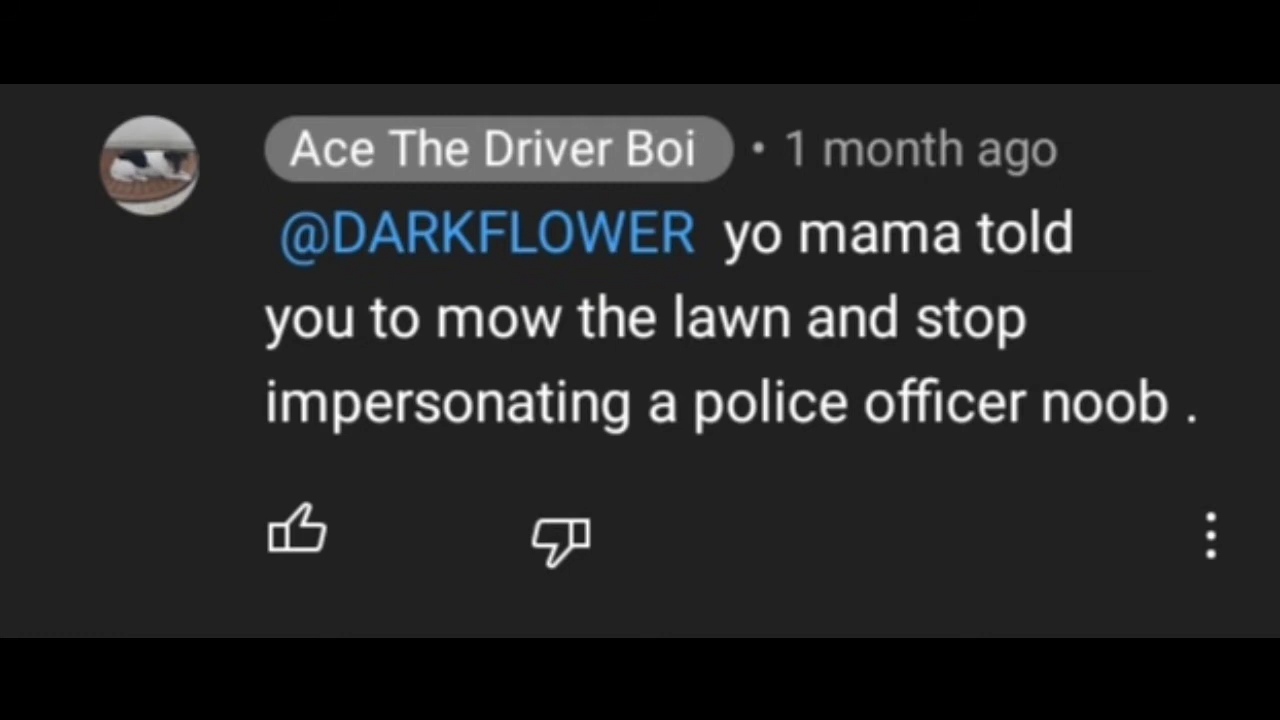 Ace The Driver Boi • 1 month ago
@DARKFLOWER yo mama told
you to mow the lawn and stop
impersonating a police officer noob .